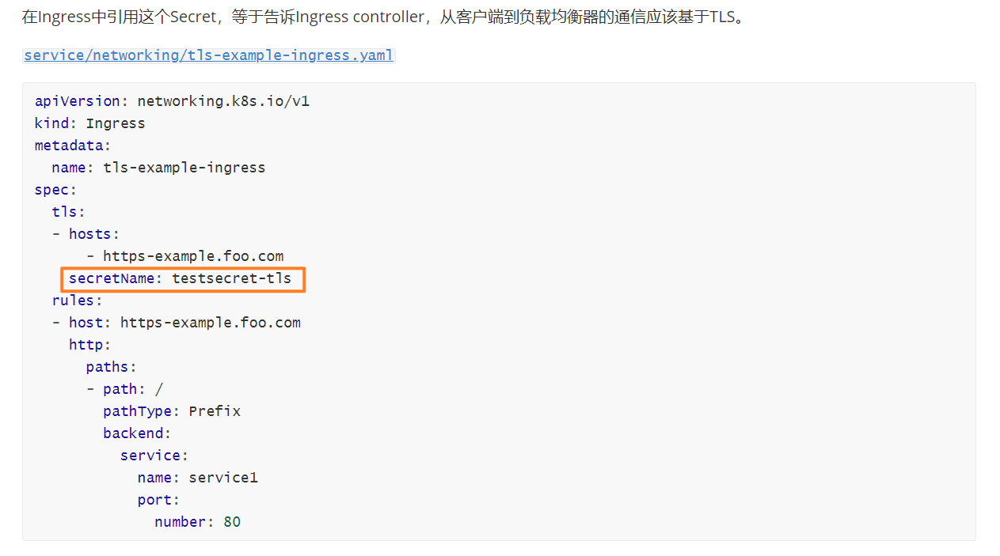 在Ingress中引用这个Secret，等于告诉Ingress controller，从客户端到负载均衡器的通信应该基于TLS。
service/networking/tls-example-ingress.yaml
apiVersion: networking.k8s.io/v1
kind: Ingress
metadata:
  name: tls-example-ingress
spec:
  tls:
  - hosts:
      - https-example.foo.com
    secretName: testsecret-tls
  rules:
  - host: https-example.foo.com
    http:
      paths:
      - path: /
        pathType: Prefix
        backend:
          service:
            name: service1
            port:
              number: 80